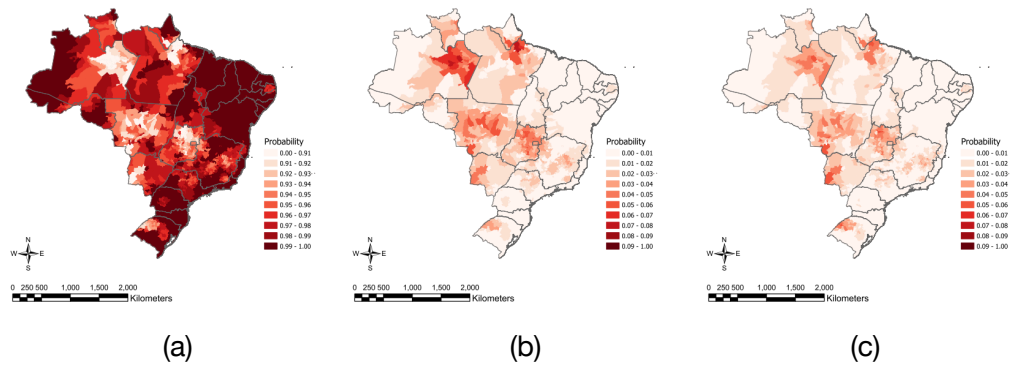 Probability
0.00 - 0.91
0.91 - 0.92
0.92 - 0.93
0.93 - 0.94
0.94 - 0.95
0.95 - 0.96
0.96 - 0.97
0.97 - 0.98
0.98 - 0.99
0.99 - 1.00
N
W E
S
0 250 500 1,000 1,500 2,000
Kilometers
(a)
Probability
0.00 - 0.01
0.01 - 0.02
0.02 - 0.03
0.03 - 0.04
0.04 - 0.05
0.05 - 0.06
0.06 - 0.07
0.07 - 0.08
0.08 - 0.09
0.09 - 1.00
N
W E
S
0 250 500 1,000 1,500 2,000
Kilometers
(b)
Probability
0.00 - 0.01
0.01 - 0.02
0.02 - 0.03
0.03 - 0.04
0.04 - 0.05
0.05 - 0.06
0.06 - 0.07
0.07 - 0.08
0.08 - 0.09
0.09 - 1.00
N
W E
S
0 250 500 1,000 1,500 2,000
Kilometers
(c)